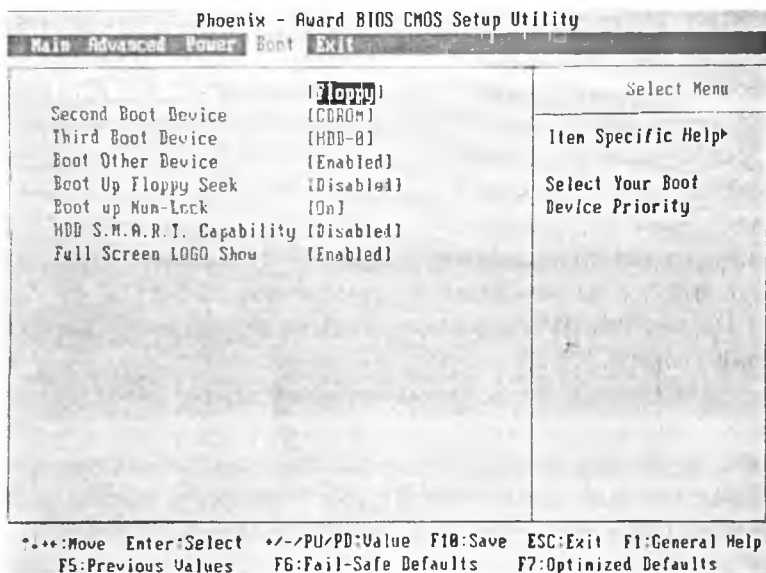 Phoenix - Award BIOS CMOS Setup Utility
Main Advanced Power Boot Exit
[Floppy]
Select Menu
Second Boot Device [CDROM]
Third Boot Device [HDD-0]
Item Specific Help▶
Boot Other Device [Enabled]
Boot Up Floppy Seek [Disabled]
Select Your Boot
Boot up Num-Lock [On]
Device Priority
HDD S.M.A.R.T. Capability [Disabled]
Full Screen LOGO Show [Enabled]
:Move Enter:Select +/-/PU/PD:Value F10:Save ESC:Exit F1:General Help
F5:Previous Values F6:Fail-Safe Defaults F7:Optimized Defaults